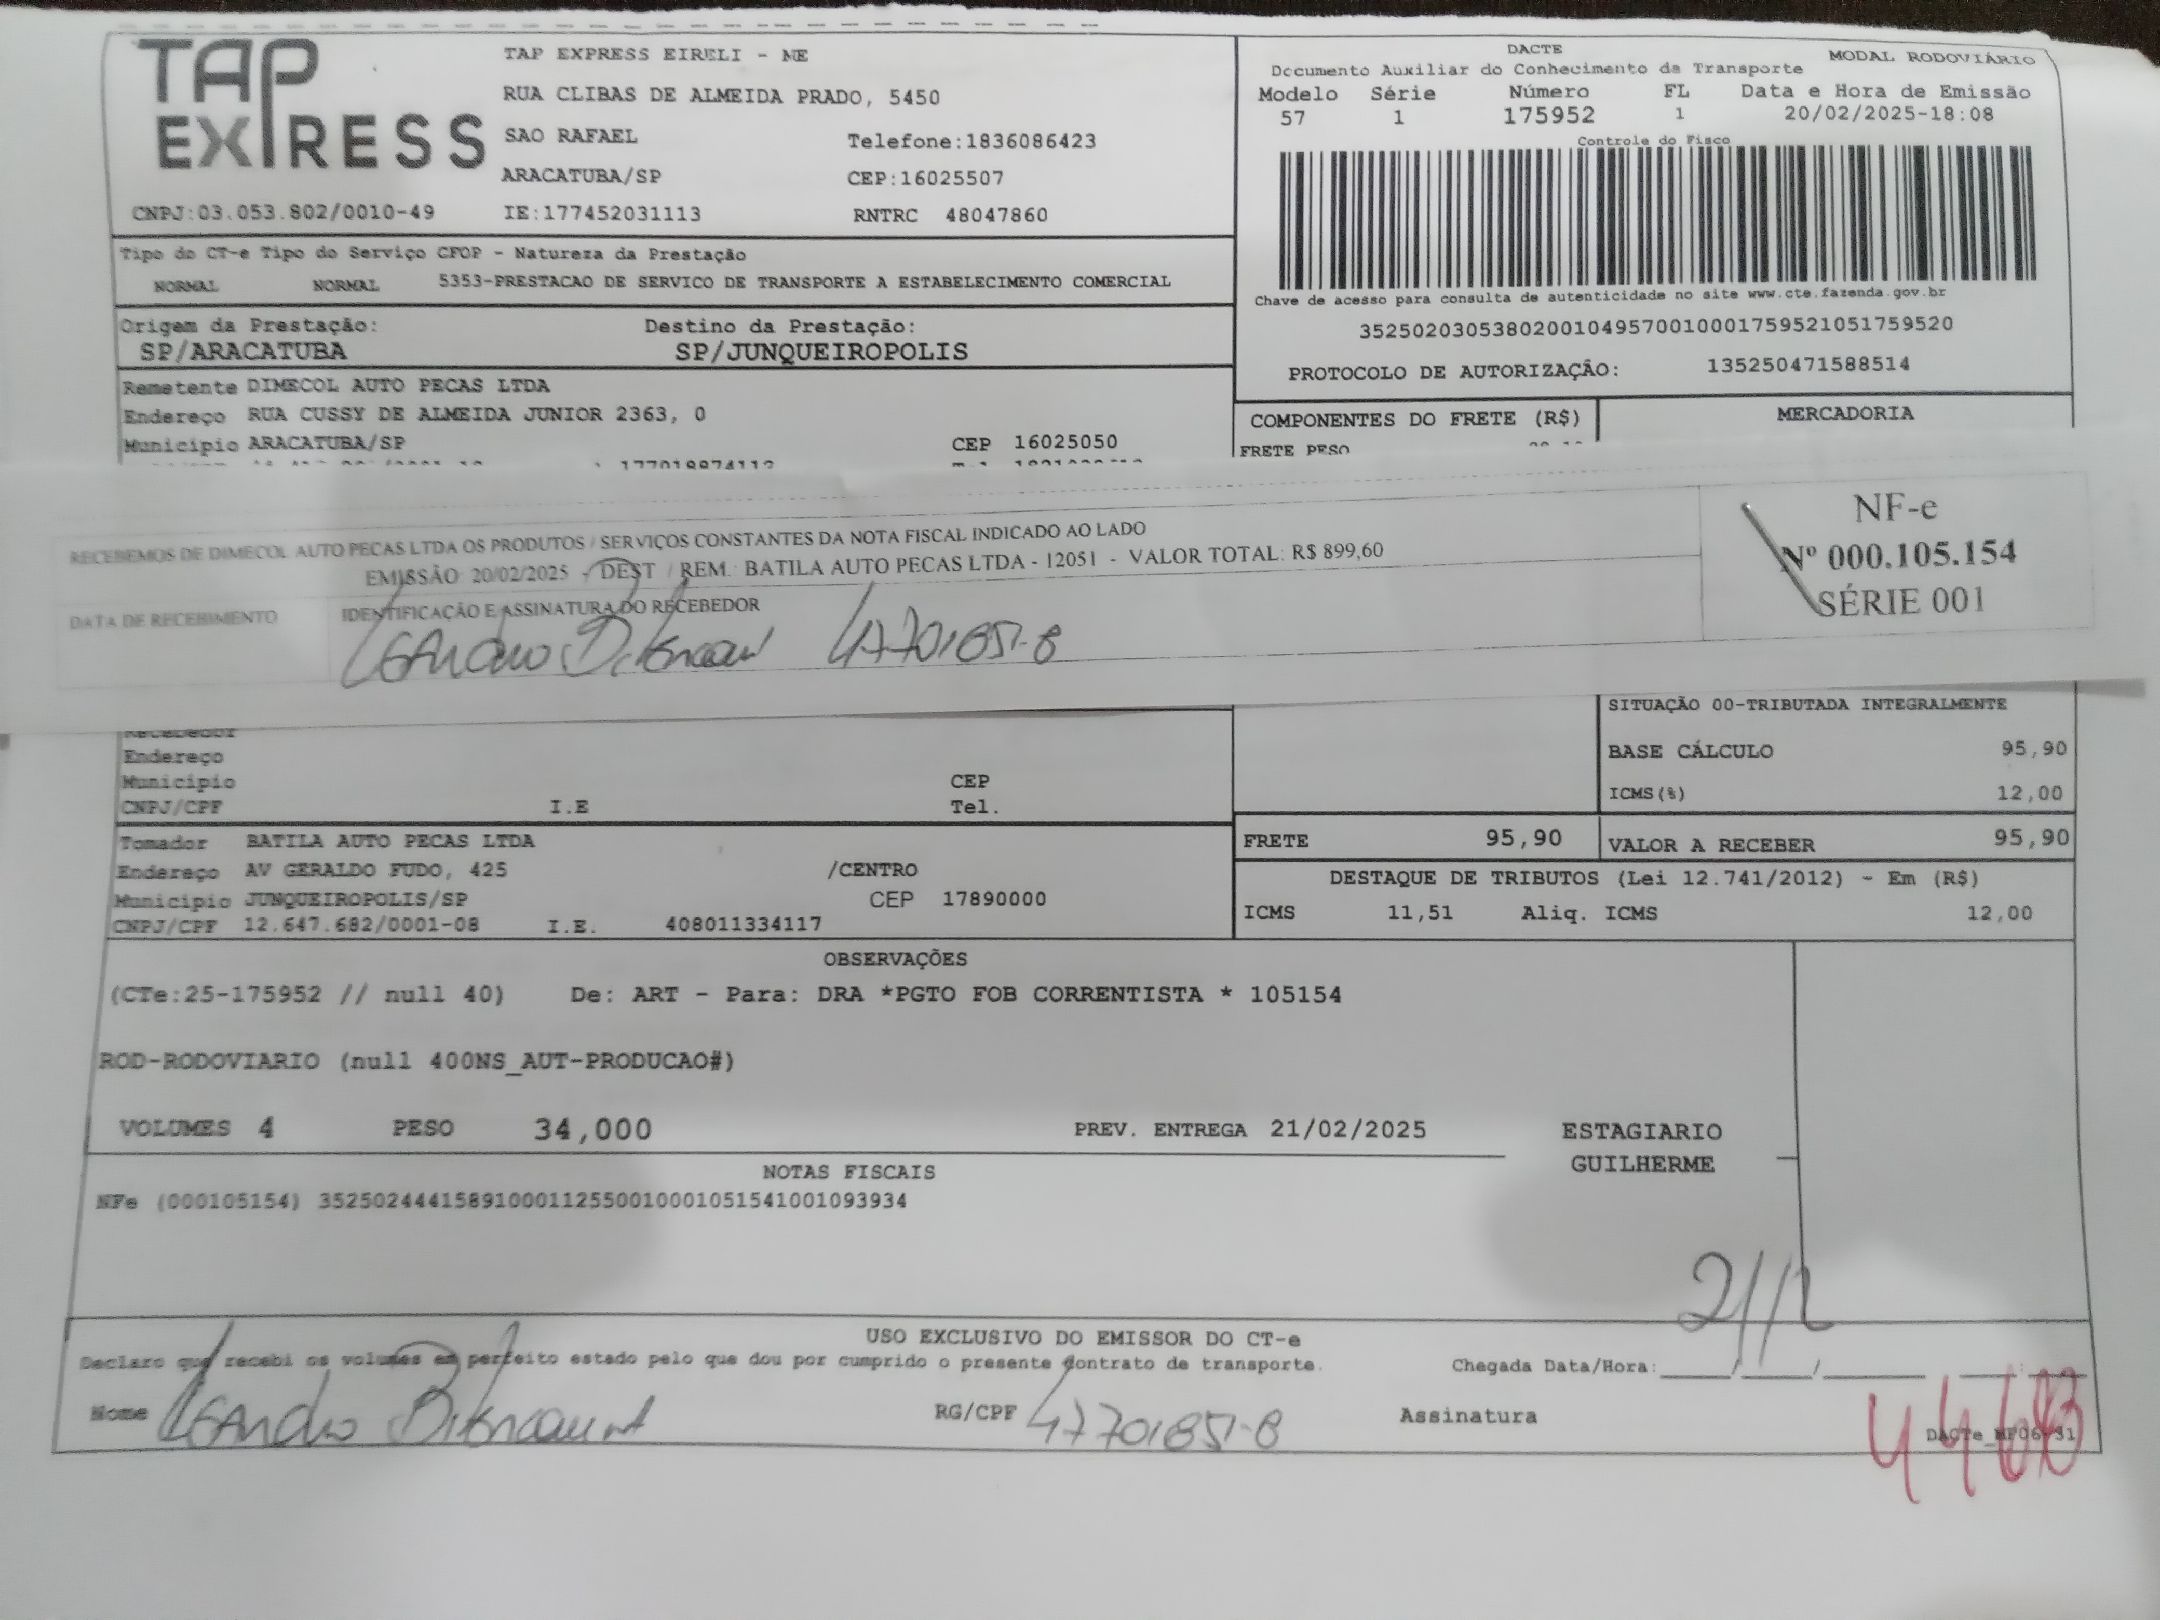 TAP EXPRESS
TAP EXPRESS EIRELI - ME
RUA CLIBAS DE ALMEIDA PRADO, 5450
SAO RAFAEL Telefone:1836086423
ARACATUBA/SP CEP:16025507
CNPJ:03.053.802/0010-49 IE:177452031113 RNTRC 48047860
DACTE MODAL RODOVIÁRIO
Documento Auxiliar do Conhecimento de Transporte
Modelo Série Número FL Data e Hora de Emissão
57 1 175952 1 20/02/2025-18:08
Controle do Fisco
Chave de acesso para consulta de autenticidade no site www.cte.fazenda.gov.br
35250203053802001049570010001759521051759520
PROTOCOLO DE AUTORIZAÇÃO: 135250471588514
Tipo do CT-e Tipo do Serviço CFOP - Natureza da Prestação
NORMAL NORMAL 5353-PRESTACAO DE SERVICO DE TRANSPORTE A ESTABELECIMENTO COMERCIAL
Origem da Prestação: Destino da Prestação:
SP/ARACATUBA SP/JUNQUEIROPOLIS
Remetente DIMECOL AUTO PECAS LTDA
Endereço RUA CUSSY DE ALMEIDA JUNIOR 2363, 0
Município ARACATUBA/SP CEP 16025050
COMPONENTES DO FRETE (R$) MERCADORIA
FRETE PESO
RECEBEMOS DE DIMECOL AUTO PECAS LTDA OS PRODUTOS / SERVIÇOS CONSTANTES DA NOTA FISCAL INDICADO AO LADO
EMISSÃO: 20/02/2025 - DEST / REM.: BATILA AUTO PECAS LTDA - 12051 - VALOR TOTAL: R$ 899,60
DATA DE RECEBIMENTO IDENTIFICAÇÃO E ASSINATURA DO RECEBEDOR
Leandro 47701851-8
NF-e
Nº 000.105.154
SÉRIE 001
Recebedor
Endereço
Município CEP
CNPJ/CPF I.E Tel.
SITUAÇÃO 00-TRIBUTADA INTEGRALMENTE
BASE CÁLCULO 95,90
ICMS(%) 12,00
FRETE 95,90 VALOR A RECEBER 95,90
Tomador BATILA AUTO PECAS LTDA
Endereço AV GERALDO FUDO, 425 /CENTRO
Município JUNQUEIROPOLIS/SP CEP 17890000
CNPJ/CPF 12.647.682/0001-08 I.E. 408011334117
DESTAQUE DE TRIBUTOS (Lei 12.741/2012) - Em (R$)
ICMS 11,51 Aliq. ICMS 12,00
OBSERVAÇÕES
(CTe:25-175952 // null 40) De: ART - Para: DRA *PGTO FOB CORRENTISTA * 105154
ROD-RODOVIARIO (null 400NS_AUT-PRODUCAO#)
VOLUMES 4 PESO 34,000 PREV. ENTREGA 21/02/2025 ESTAGIARIO
GUILHERME
NOTAS FISCAIS
NFe (000105154) 35250244415891000112550010001051541001093934
21/2
USO EXCLUSIVO DO EMISSOR DO CT-e
Declaro que recebi os volumes em perfeito estado pelo que dou por cumprido o presente contrato de transporte. Chegada Data/Hora:
Nome Leandro RG/CPF 47701851-8 Assinatura